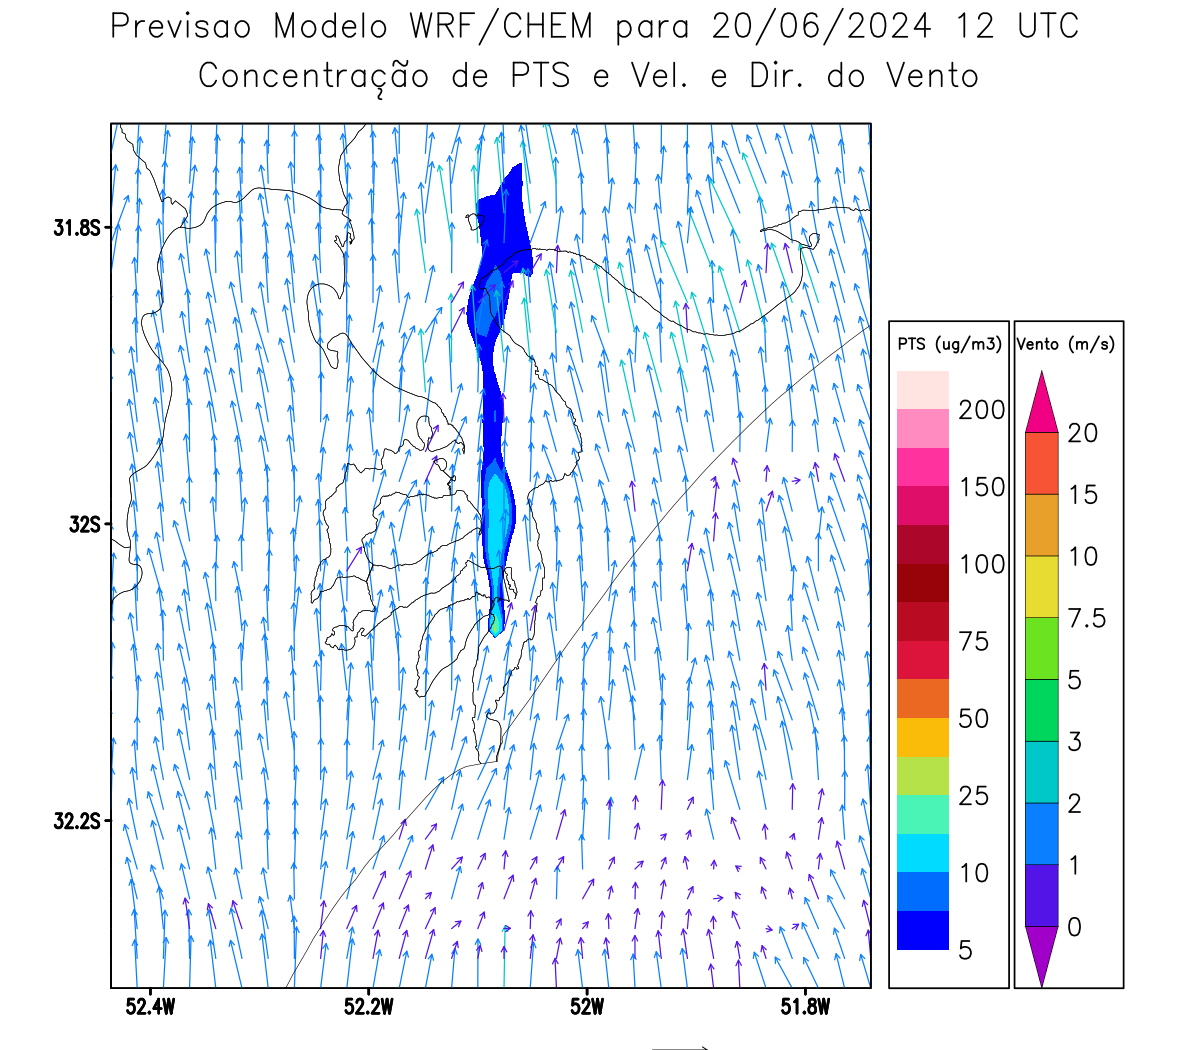 Previsao Modelo WRF/CHEM para 20/06/2024 12 UTC
Concentração de PTS e Vel. e Dir. do Vento
31.8S
32S
32.2S
52.4W
52.2W
52W
51.8W
PTS (ug/m3)
200
150
100
75
50
25
10
5
Vento (m/s)
20
15
10
7.5
5
3
2
1
0